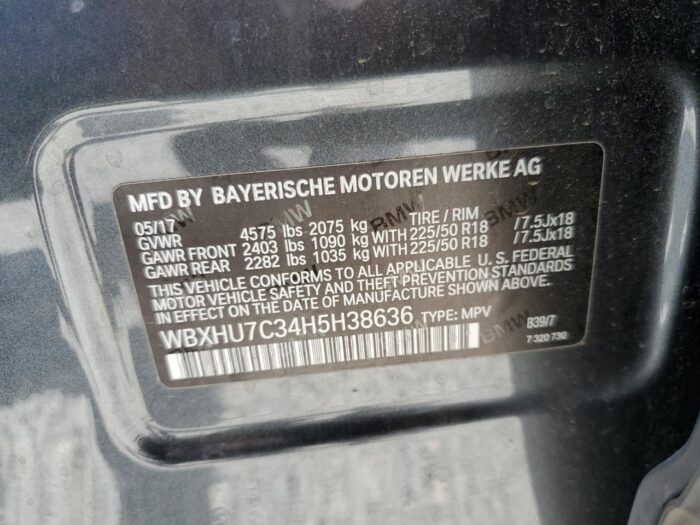 MFD BY BAYERISCHE MOTOREN WERKE AG
05/17 TIRE / RIM
GVWR 4575 lbs 2075 kg
GAWR FRONT 2403 lbs 1090 kg WITH 225/50 R18 /7.5Jx18
GAWR REAR 2282 lbs 1035 kg WITH 225/50 R18 /7.5Jx18
THIS VEHICLE CONFORMS TO ALL APPLICABLE U.S. FEDERAL
MOTOR VEHICLE SAFETY AND THEFT PREVENTION STANDARDS
IN EFFECT ON THE DATE OF MANUFACTURE SHOWN ABOVE.
WBXHU7C34H5H38636 TYPE: MPV 839/7
7 320 730
BMW
BMW
BMW